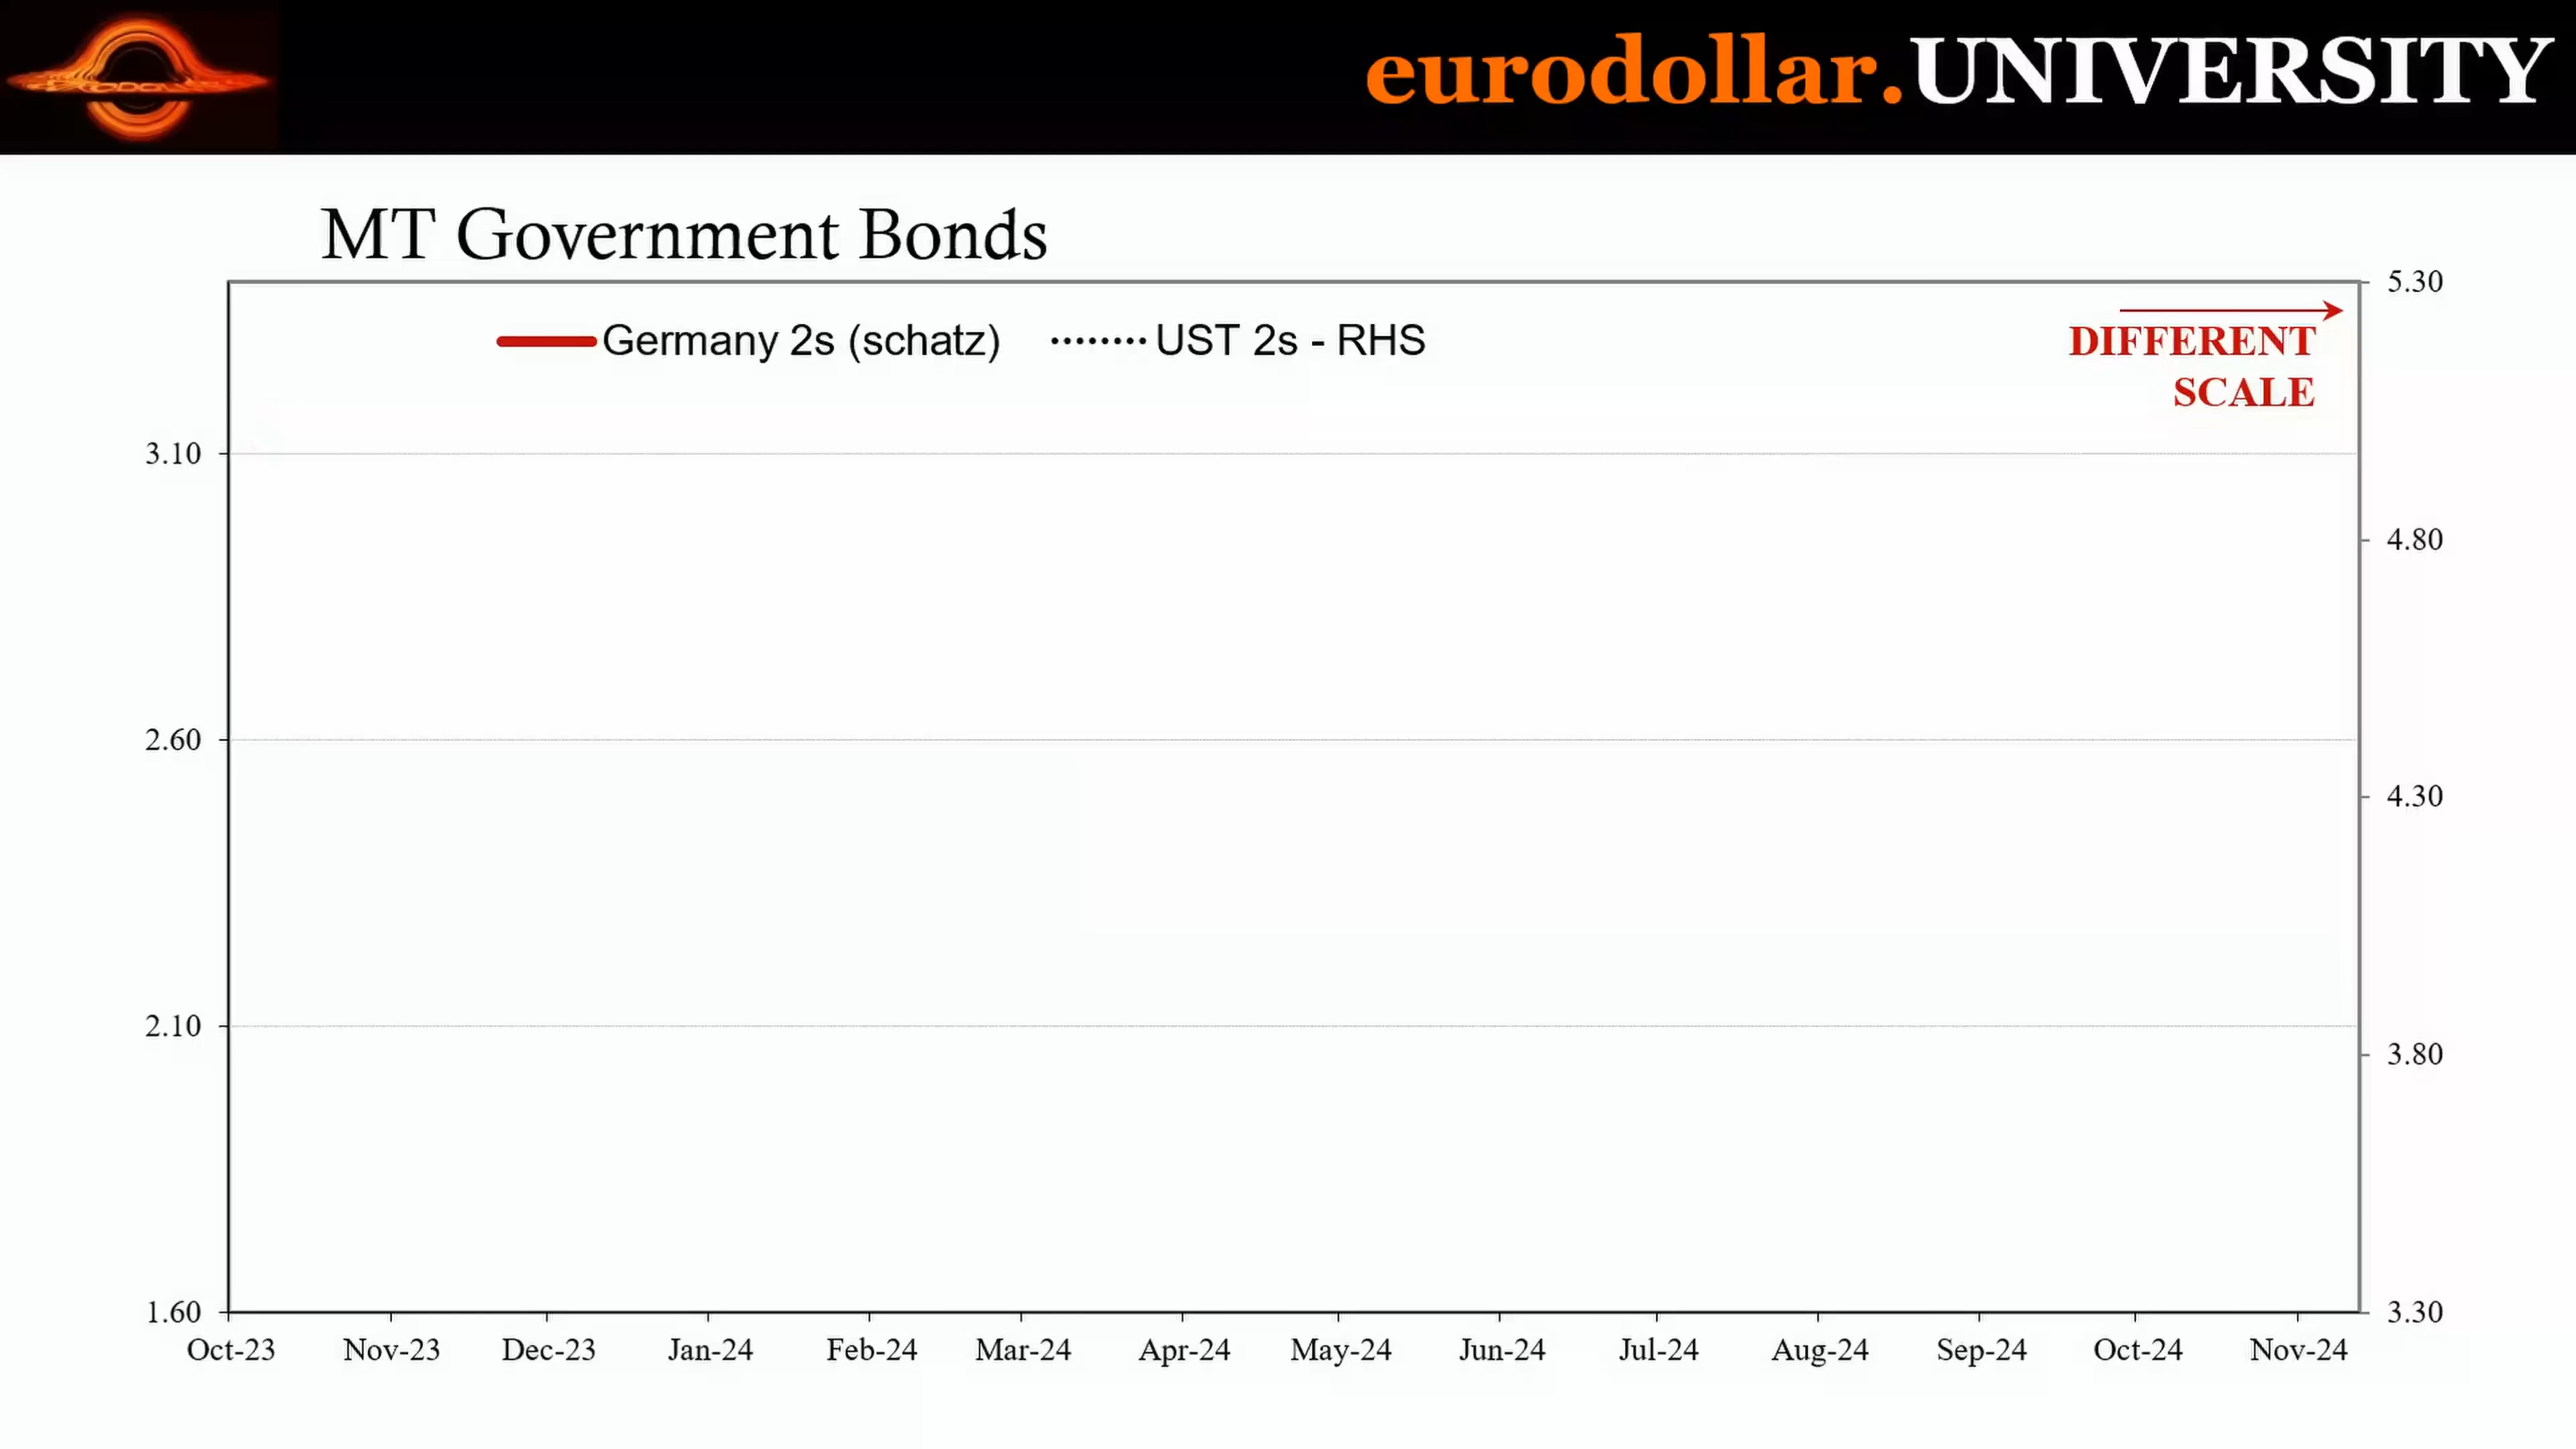 eurodollar.UNIVERSITY
MT Government Bonds
Germany 2s (schatz) UST 2s - RHS
DIFFERENT
SCALE
5.30
3.10
4.80
2.60
4.30
2.10
3.80
1.60
3.30
Oct-23 Nov-23 Dec-23 Jan-24 Feb-24 Mar-24 Apr-24 May-24 Jun-24 Jul-24 Aug-24 Sep-24 Oct-24 Nov-24